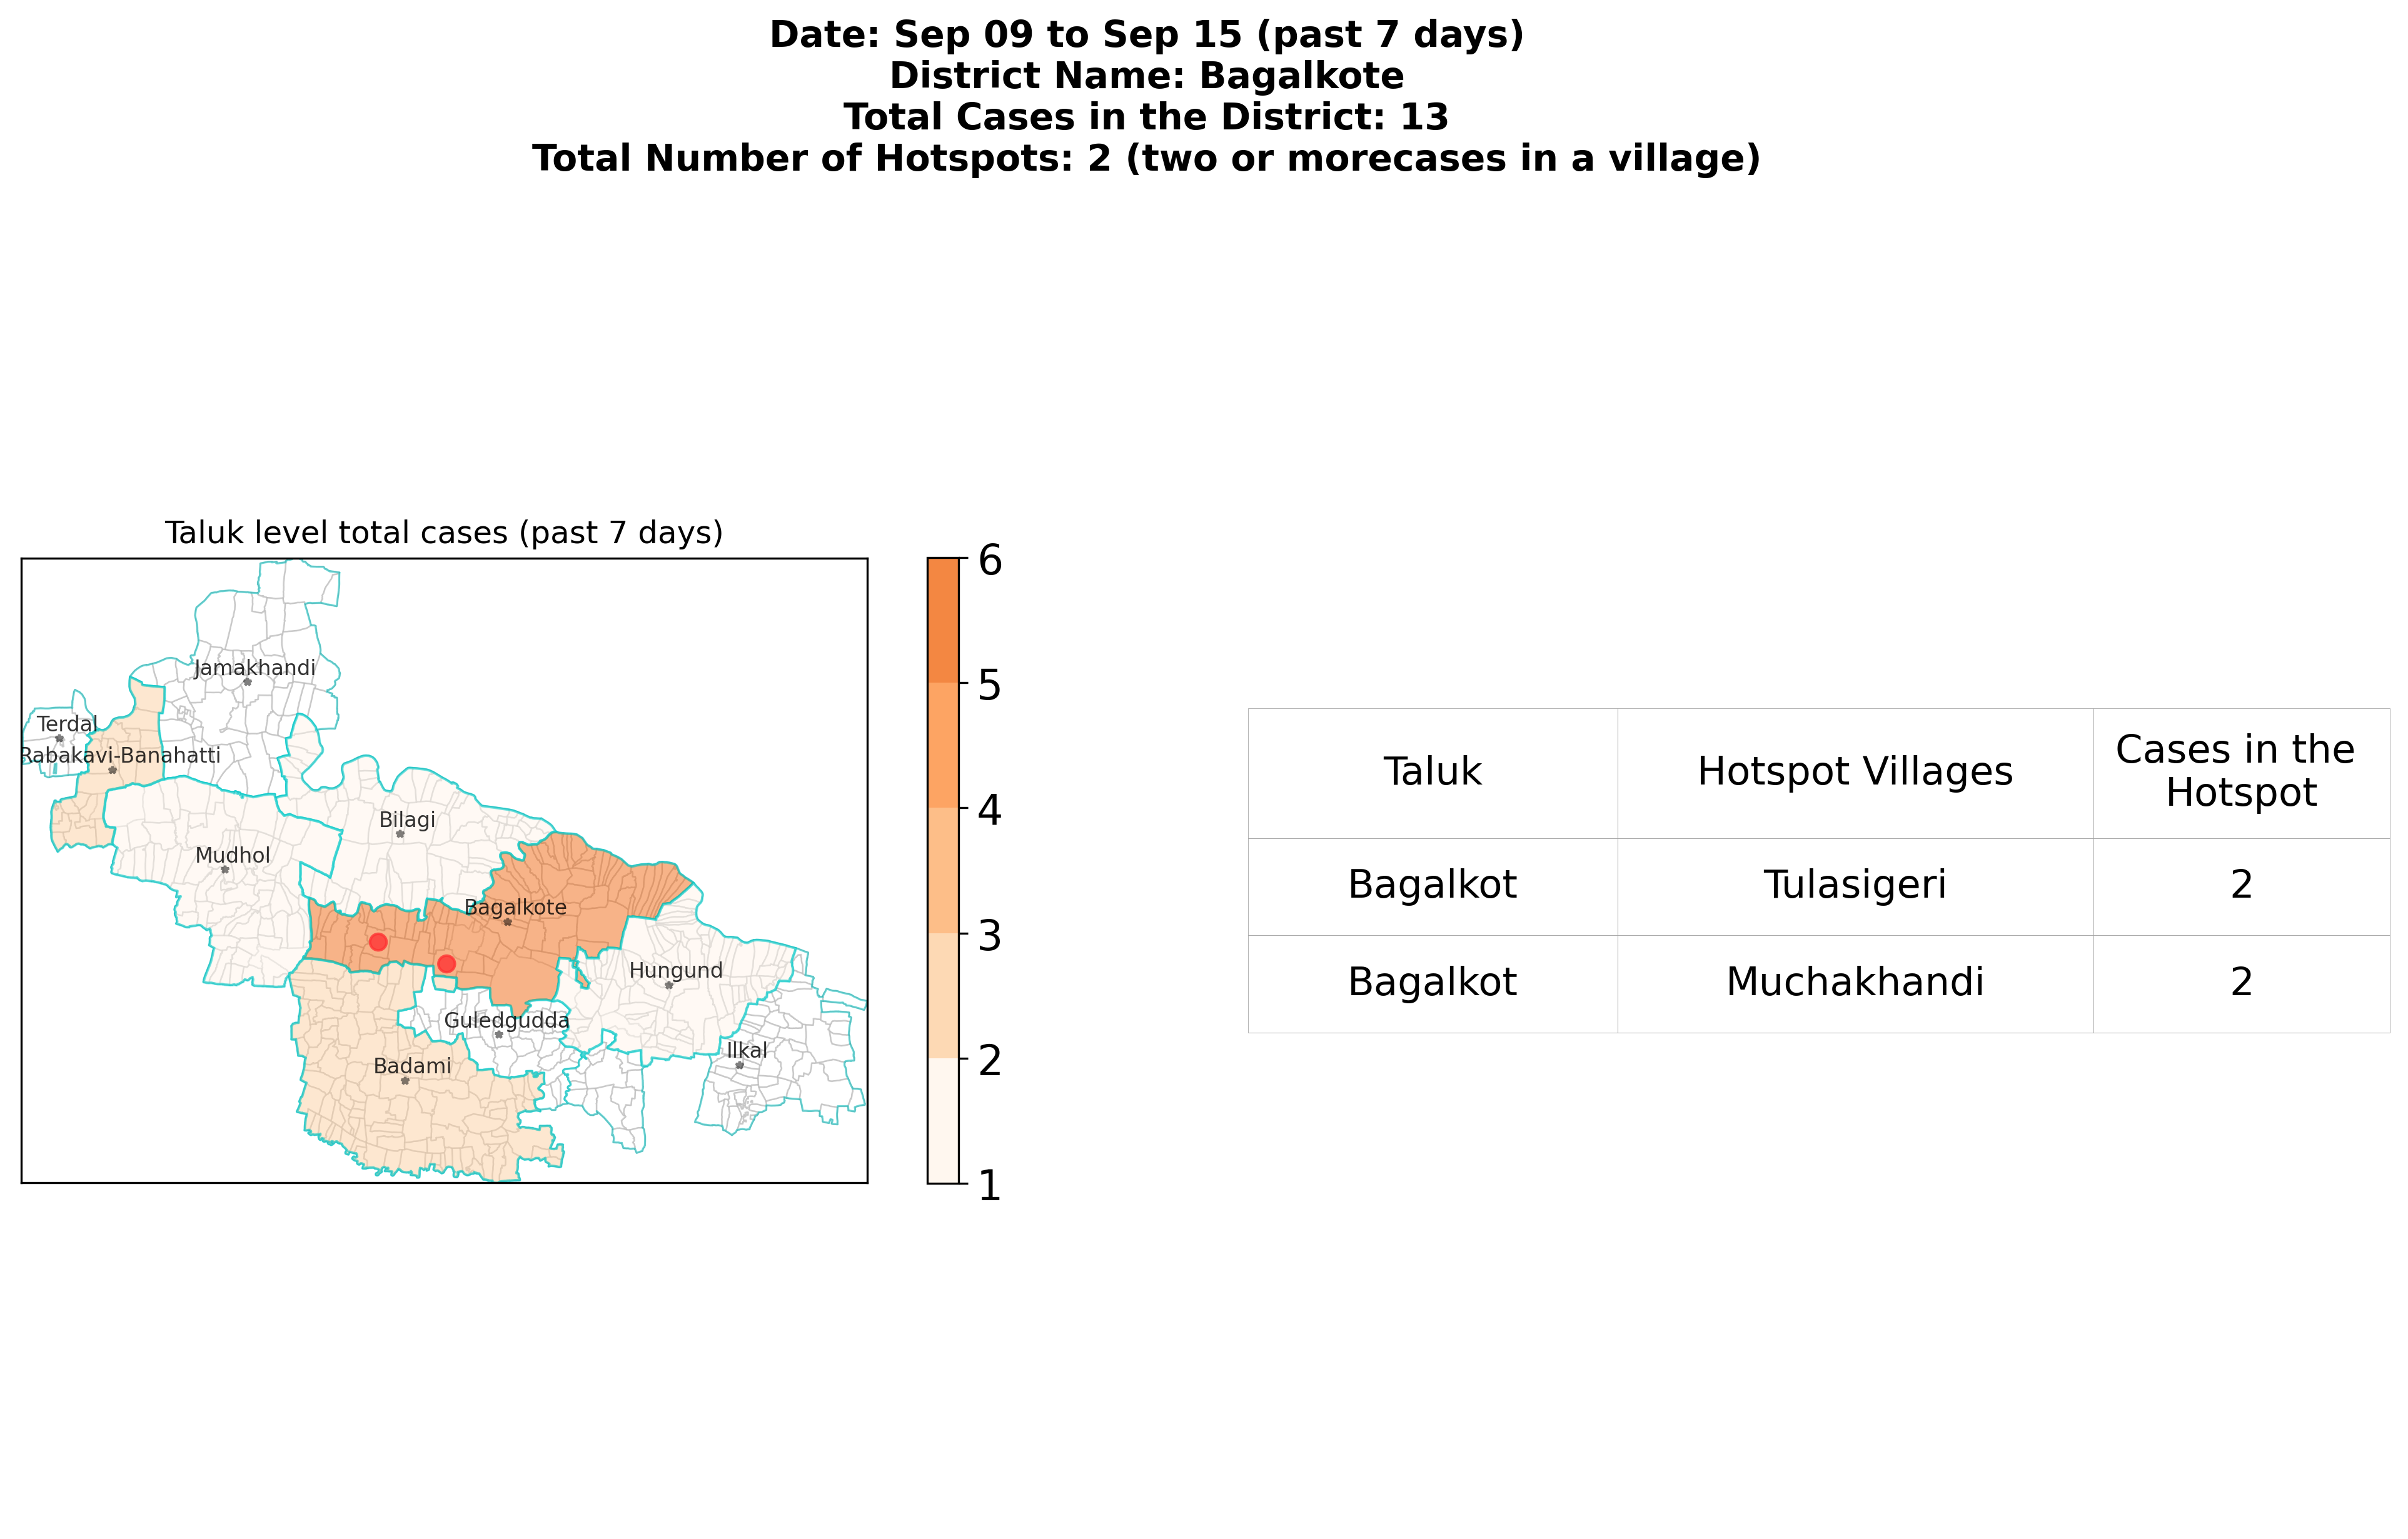 Date: Sep 09 to Sep 15 (past 7 days)
District Name: Bagalkote
Total Cases in the District: 13
Total Number of Hotspots: 2 (two or morecases in a village)
Taluk level total cases (past 7 days)
Jamakhandi
Terdal
Rabakavi-Banahatti
Bilagi
Mudhol
Bagalkote
Hungund
Guledgudda
Ilkal
Badami
6
5
4
3
2
1
Taluk Hotspot Villages Cases in the
Hotspot
Bagalkot Tulasigeri 2
Bagalkot Muchakhandi 2